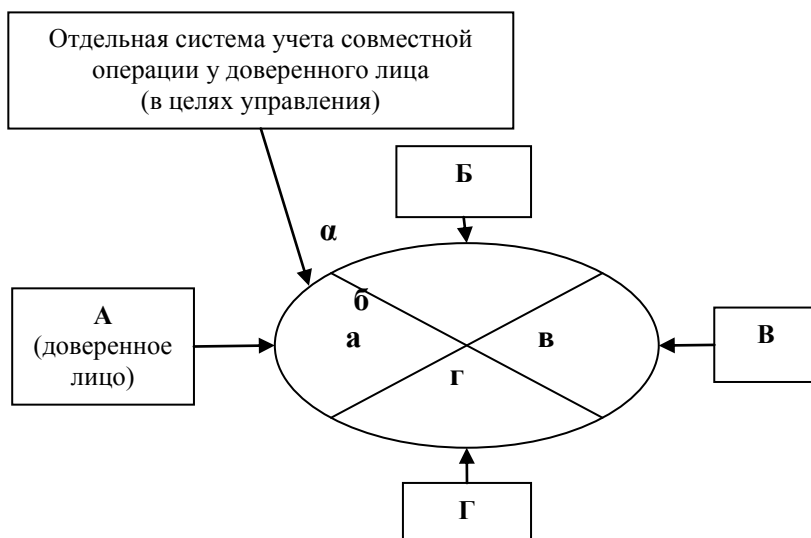 Отдельная система учета совместной
операции у доверенного лица
(в целях управления)
Б
α
А
(доверенное
лицо)
б
а
в
г
В
Г